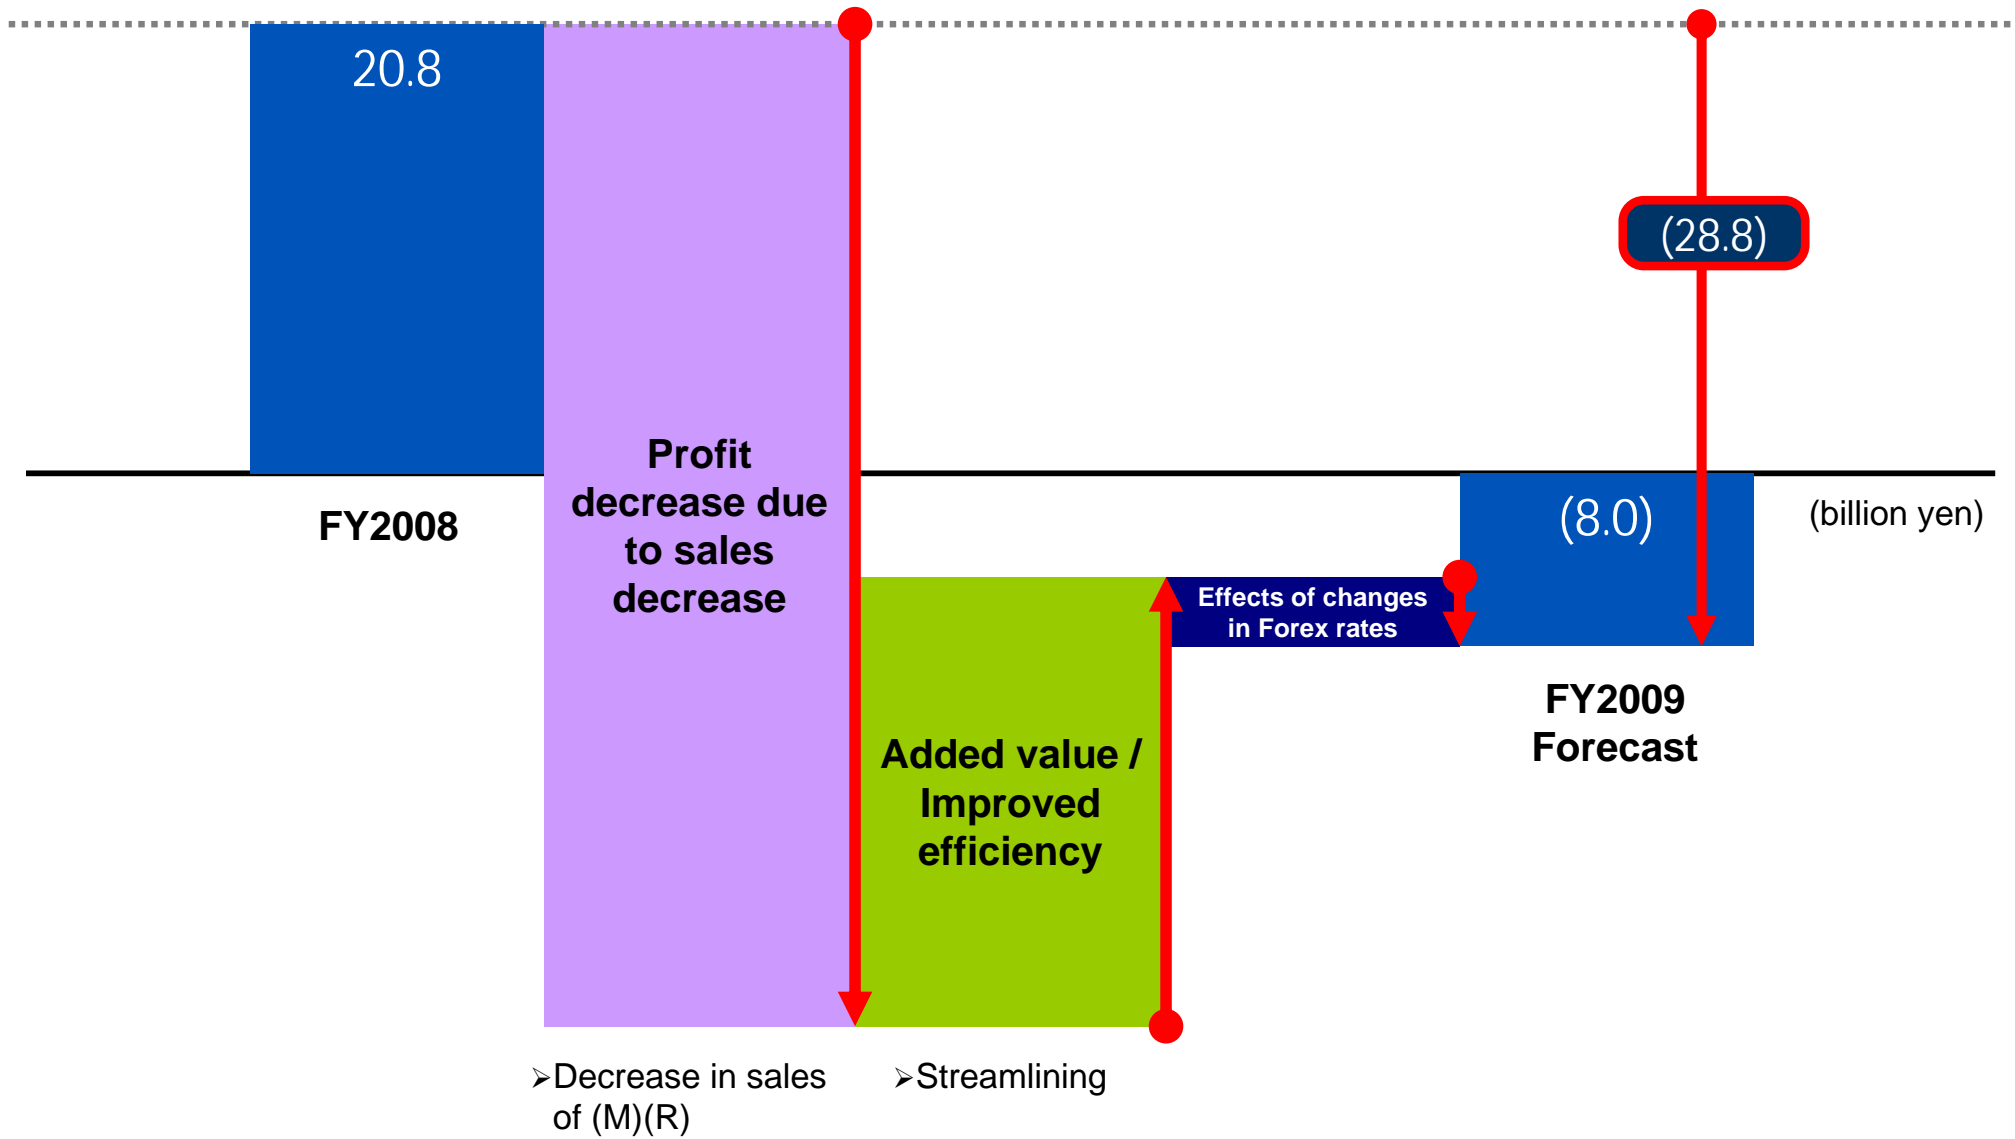 20.8
(28.8)
Profit
decrease due
to sales
decrease
FY2008
(8.0)
(billion yen)
Effects of changes
in Forex rates
FY2009
Forecast
Added value /
Improved
efficiency
➢Decrease in sales
of (M)(R)
➢Streamlining